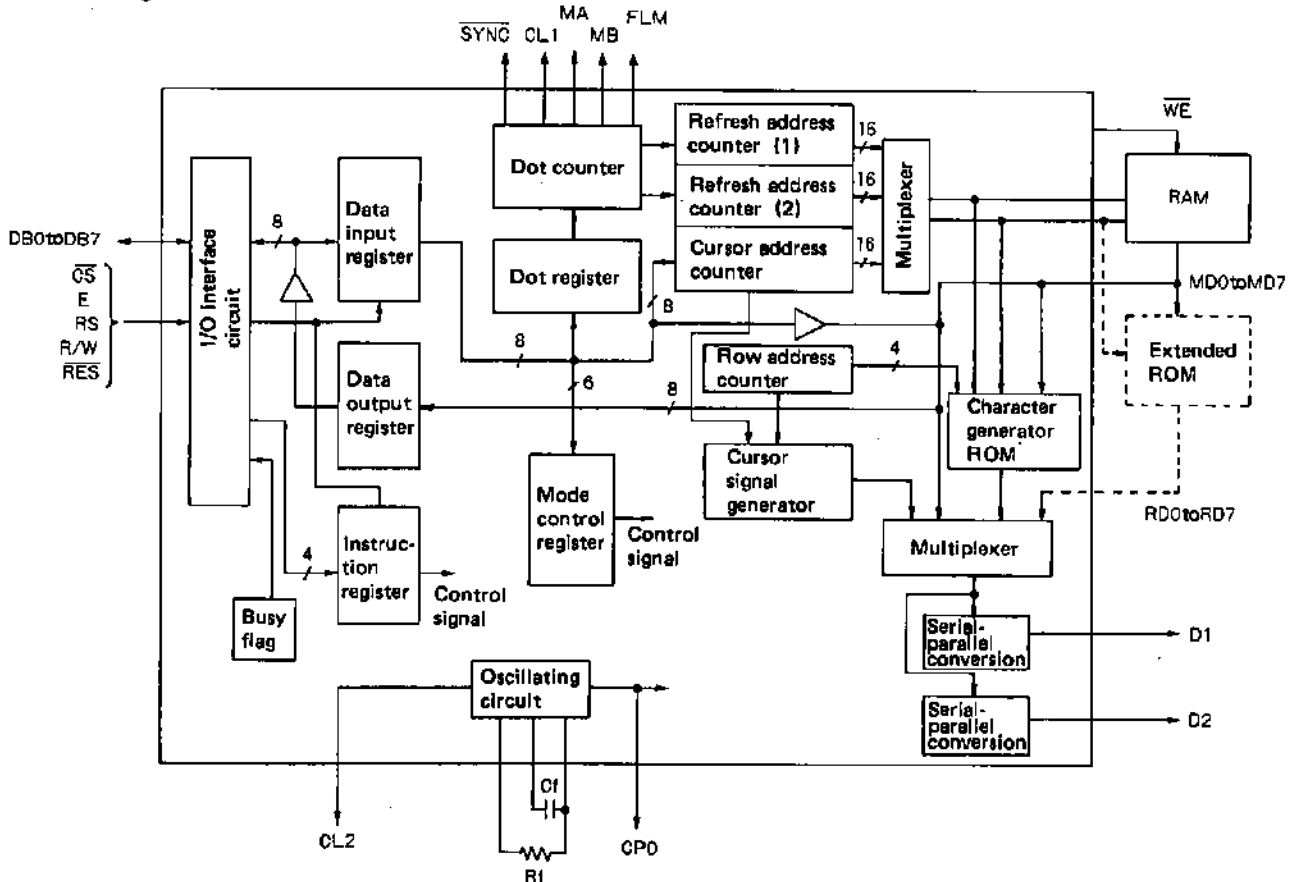 MA
FLM
SYNC
CL1
MB
WE
Refresh address
counter (1)
16
Dot counter
Refresh address
counter (2)
16
Multiplexer
RAM
Data
input
register
8
DB0toDB7
Cursor address
counter
16
Dot register
I/O Interface
circuit
CS
E
RS
R/W
RES
8
MD0toMD7
8
Row address
counter
4
Extended
ROM
6
Data
output
register
8
Character
generator
ROM
Cursor
signal
generator
Mode
control
register
Control
signal
RD0toRD7
Multiplexer
4
Instruc-
tion
register
Control
signal
Busy
flag
Serial-
parallel
conversion
D1
Oscillating
circuit
Serial-
parallel
conversion
D2
Cf
CL2
CPO
Rf